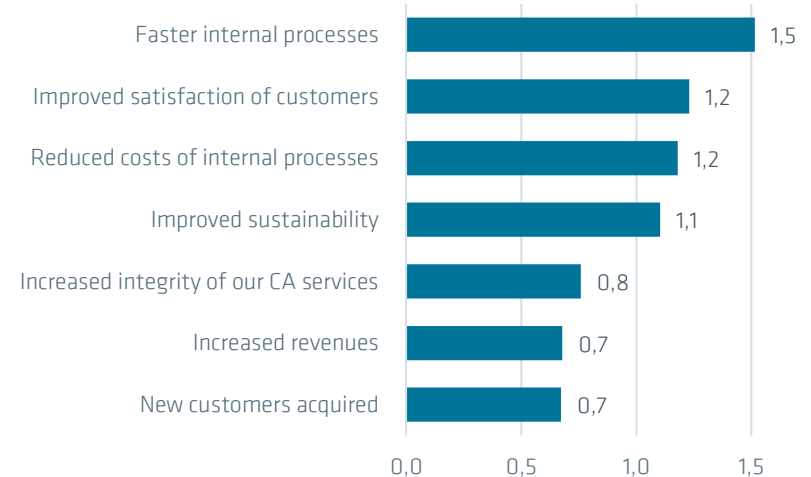 Faster internal processes 1,5
Improved satisfaction of customers 1,2
Reduced costs of internal processes 1,2
Improved sustainability 1,1
Increased integrity of our CA services 0,8
Increased revenues 0,7
New customers acquired 0,7
0,0 0,5 1,0 1,5